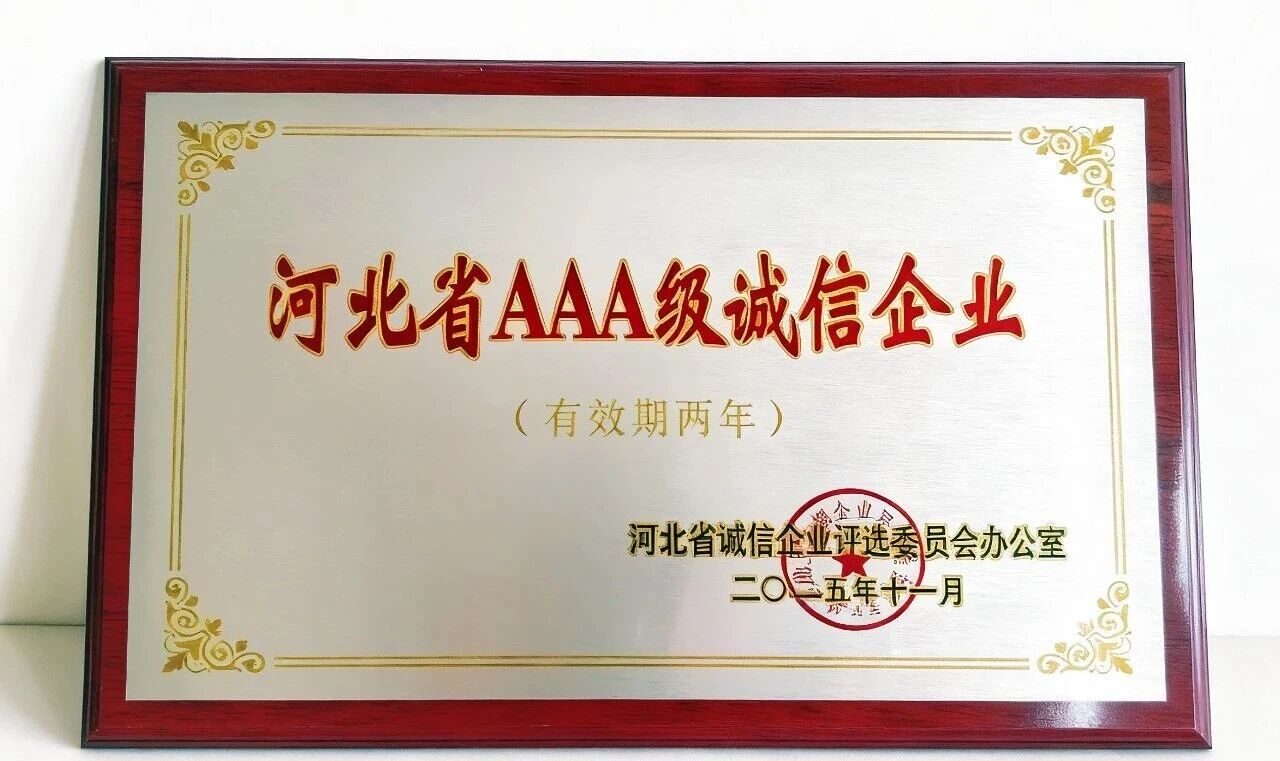 河北省AAA级诚信企业
（有效期两年）
河北省诚信企业评选委员会办公室
二〇一五年十一月